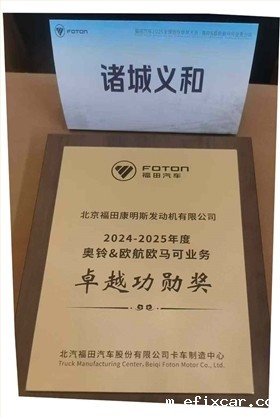 FOTON
诸城义和
FOTON
福田汽车
北京福田康明斯发动机有限公司
2024-2025年度
奥铃&欧航欧马可业务
卓越功勋奖
北汽福田汽车股份有限公司卡车制造中心
Truck Manufacturing Center, Beiqi Foton Motor Co., Ltd.
m.efixcar.com